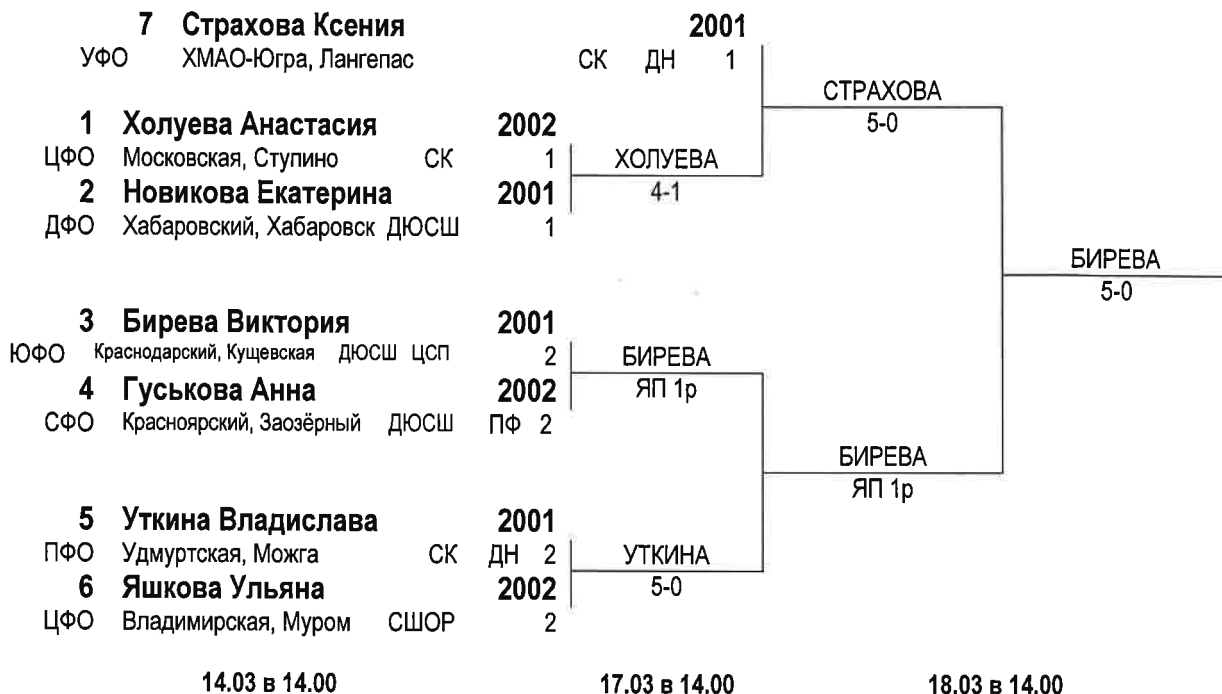 7 Страхова Ксения 2001
УФО ХМАО-Югра, Лангепас СК ДН 1
СТРАХОВА
5-0
1 Холуева Анастасия 2002
ЦФО Московская, Ступино СК 1
ХОЛУЕВА
4-1
2 Новикова Екатерина 2001
ДФО Хабаровский, Хабаровск ДЮСШ 1
БИРЕВА
5-0
3 Бирева Виктория 2001
ЮФО Краснодарский, Кущевская ДЮСШ ЦСП 2
БИРЕВА
ЯП 1р
4 Гуськова Анна 2002
СФО Красноярский, Заозёрный ДЮСШ ПФ 2
БИРЕВА
ЯП 1р
5 Уткина Владислава 2001
ПФО Удмуртская, Можга СК ДН 2
УТКИНА
5-0
6 Яшкова Ульяна 2002
ЦФО Владимирская, Муром СШОР 2
14.03 в 14.00 17.03 в 14.00 18.03 в 14.00